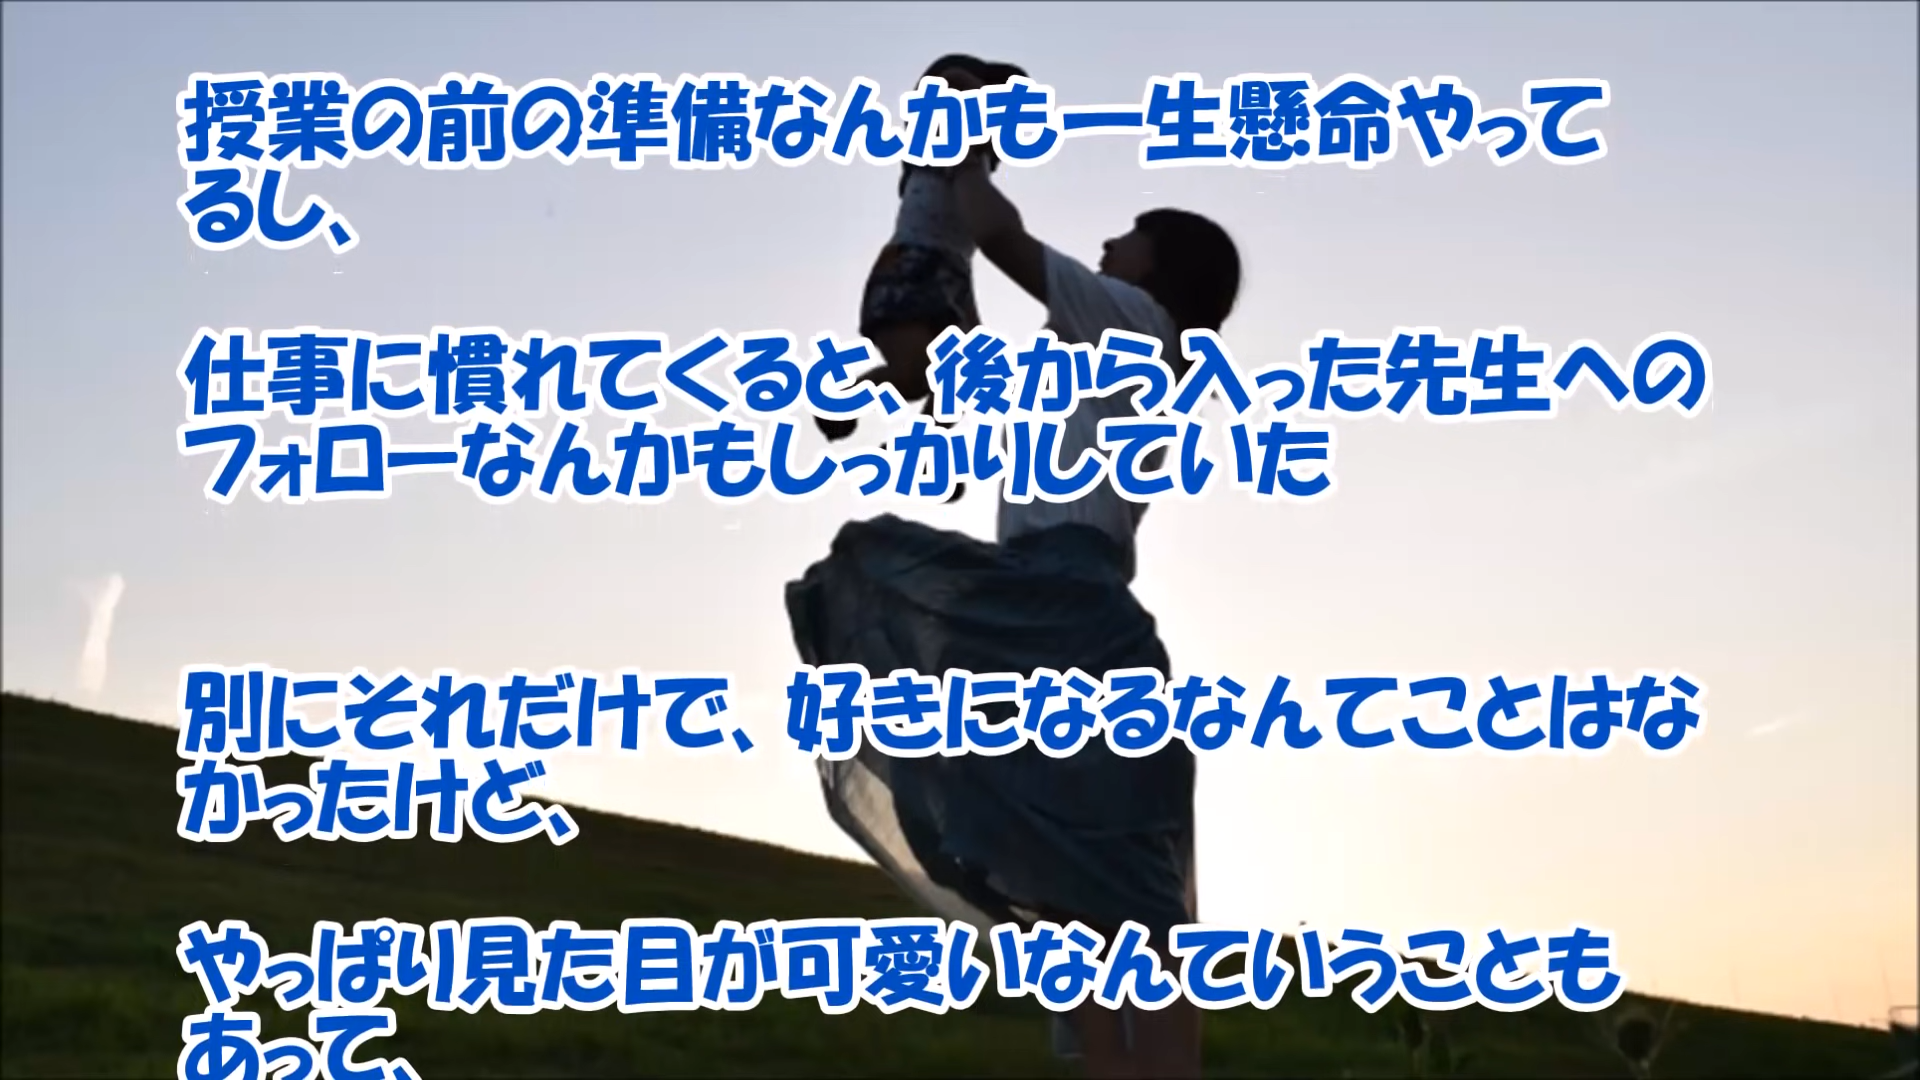 授業の前の準備なんかも一生懸命やって
るし、
仕事に慣れてくると、後から入った先生への
フォローなんかもしっかりしていた
別にそれだけで、好きになるなんてことはな
かったけど、
やっぱり見た目が可愛いなんていうことも
あって、